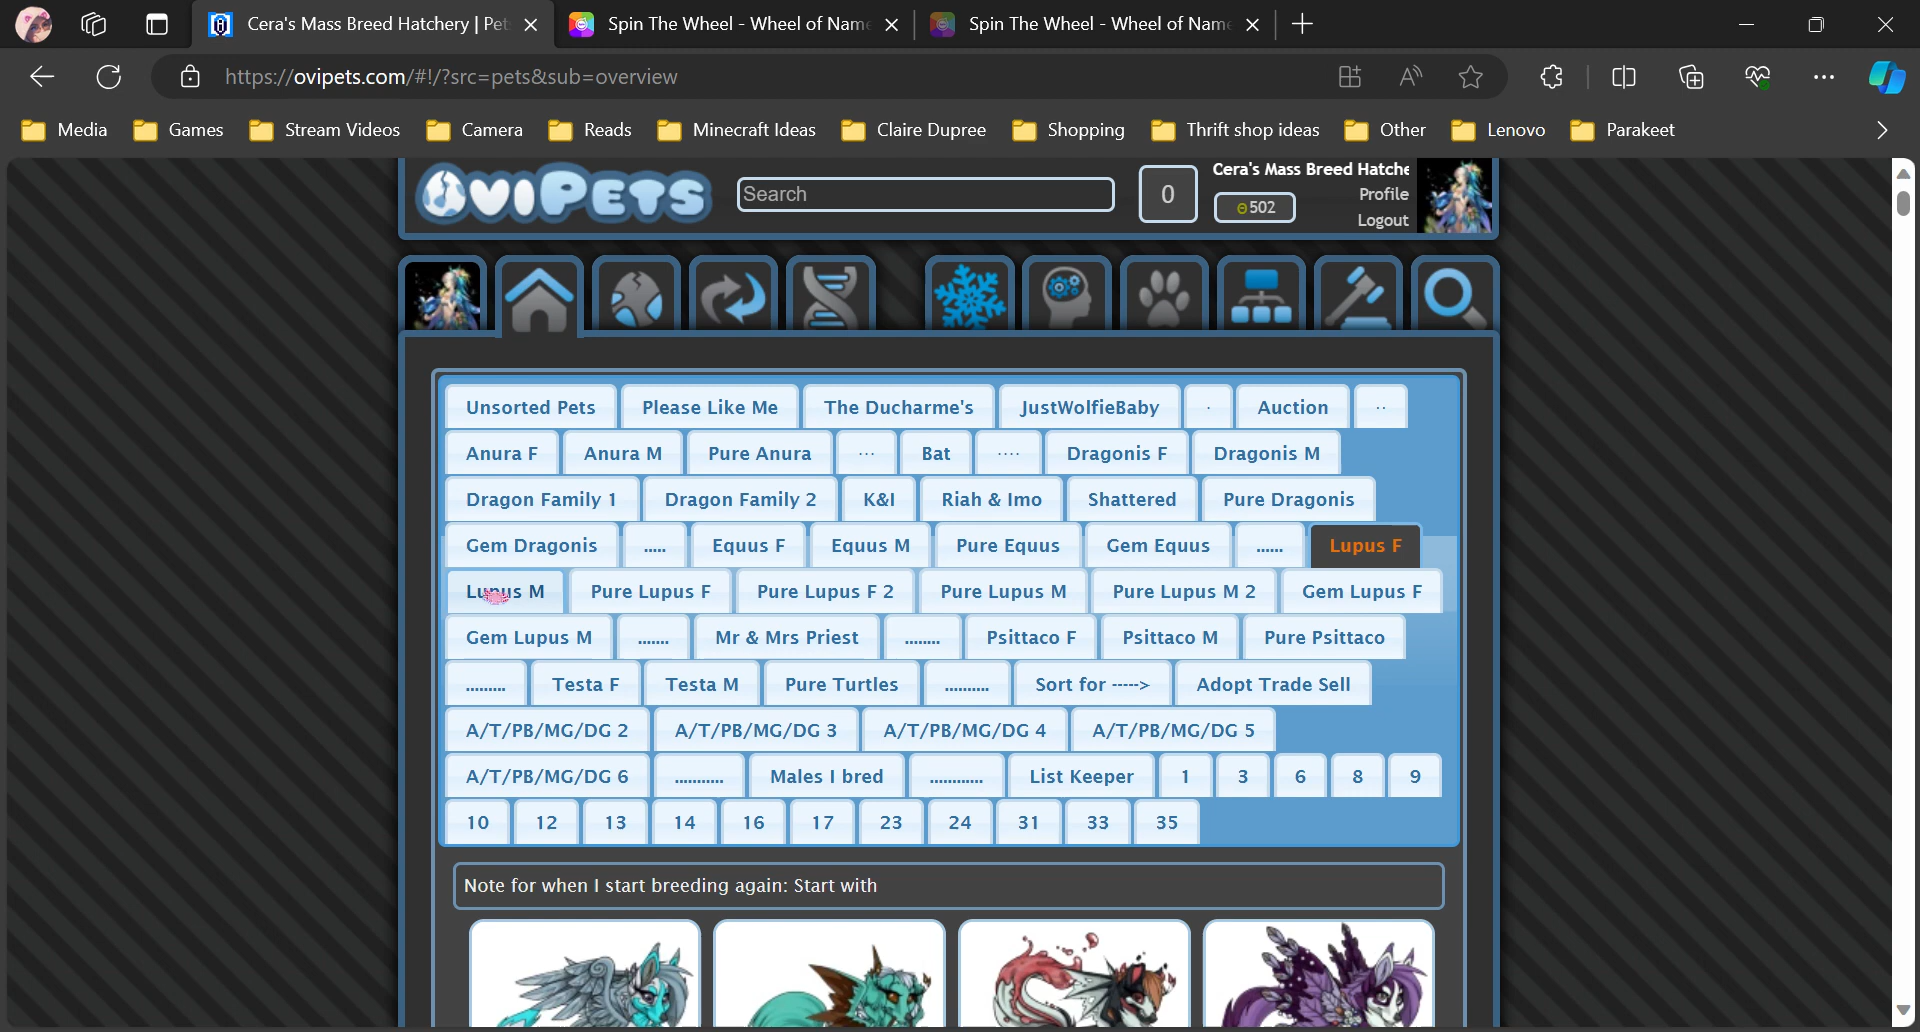 Cera's Mass Breed Hatchery | Pet
Spin The Wheel - Wheel of Name
Spin The Wheel - Wheel of Name
https://ovipets.com/#!/?src=pets&sub=overview
Media Games Stream Videos Camera Reads Minecraft Ideas Claire Dupree Shopping Thrift shop ideas Other Lenovo Parakeet
OviPets
Search
0
Cera's Mass Breed Hatche
502
Profile
Logout
Unsorted Pets Please Like Me The Ducharme's JustWolfieBaby · Auction ··
Anura F Anura M Pure Anura ··· Bat ···· Dragonis F Dragonis M
Dragon Family 1 Dragon Family 2 K&I Riah & Imo Shattered Pure Dragonis
Gem Dragonis ..... Equus F Equus M Pure Equus Gem Equus ...... Lupus F
Lupus M Pure Lupus F Pure Lupus F 2 Pure Lupus M Pure Lupus M 2 Gem Lupus F
Gem Lupus M ....... Mr & Mrs Priest ........ Psittaco F Psittaco M Pure Psittaco
......... Testa F Testa M Pure Turtles .......... Sort for -----> Adopt Trade Sell
A/T/PB/MG/DG 2 A/T/PB/MG/DG 3 A/T/PB/MG/DG 4 A/T/PB/MG/DG 5
A/T/PB/MG/DG 6 ........... Males I bred ............ List Keeper 1 3 6 8 9
10 12 13 14 16 17 23 24 31 33 35
Note for when I start breeding again: Start with